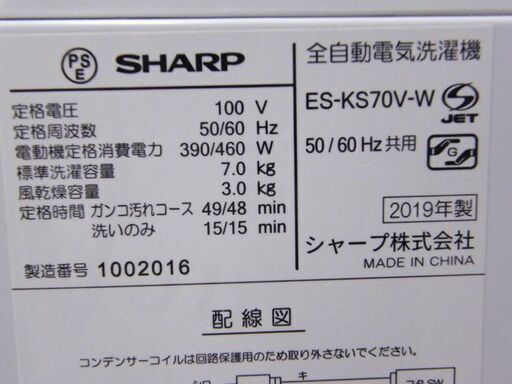 PS E SHARP 全自動電気洗濯機
定格電圧 100 V
定格周波数 50/60 Hz
電動機定格消費電力 390/460 W
標準洗濯容量 7.0 kg
風乾燥容量 3.0 kg
定格時間 ガンコ汚れコース 49/48 min
洗いのみ 15/15 min
製造番号 1002016
ES-KS70V-W S JET
50/60 Hz 共用 G
2019年製
シャープ株式会社
MADE IN CHINA
配線図
コンデンサーコイルは回路保護用のため取り外さないでください。
キ